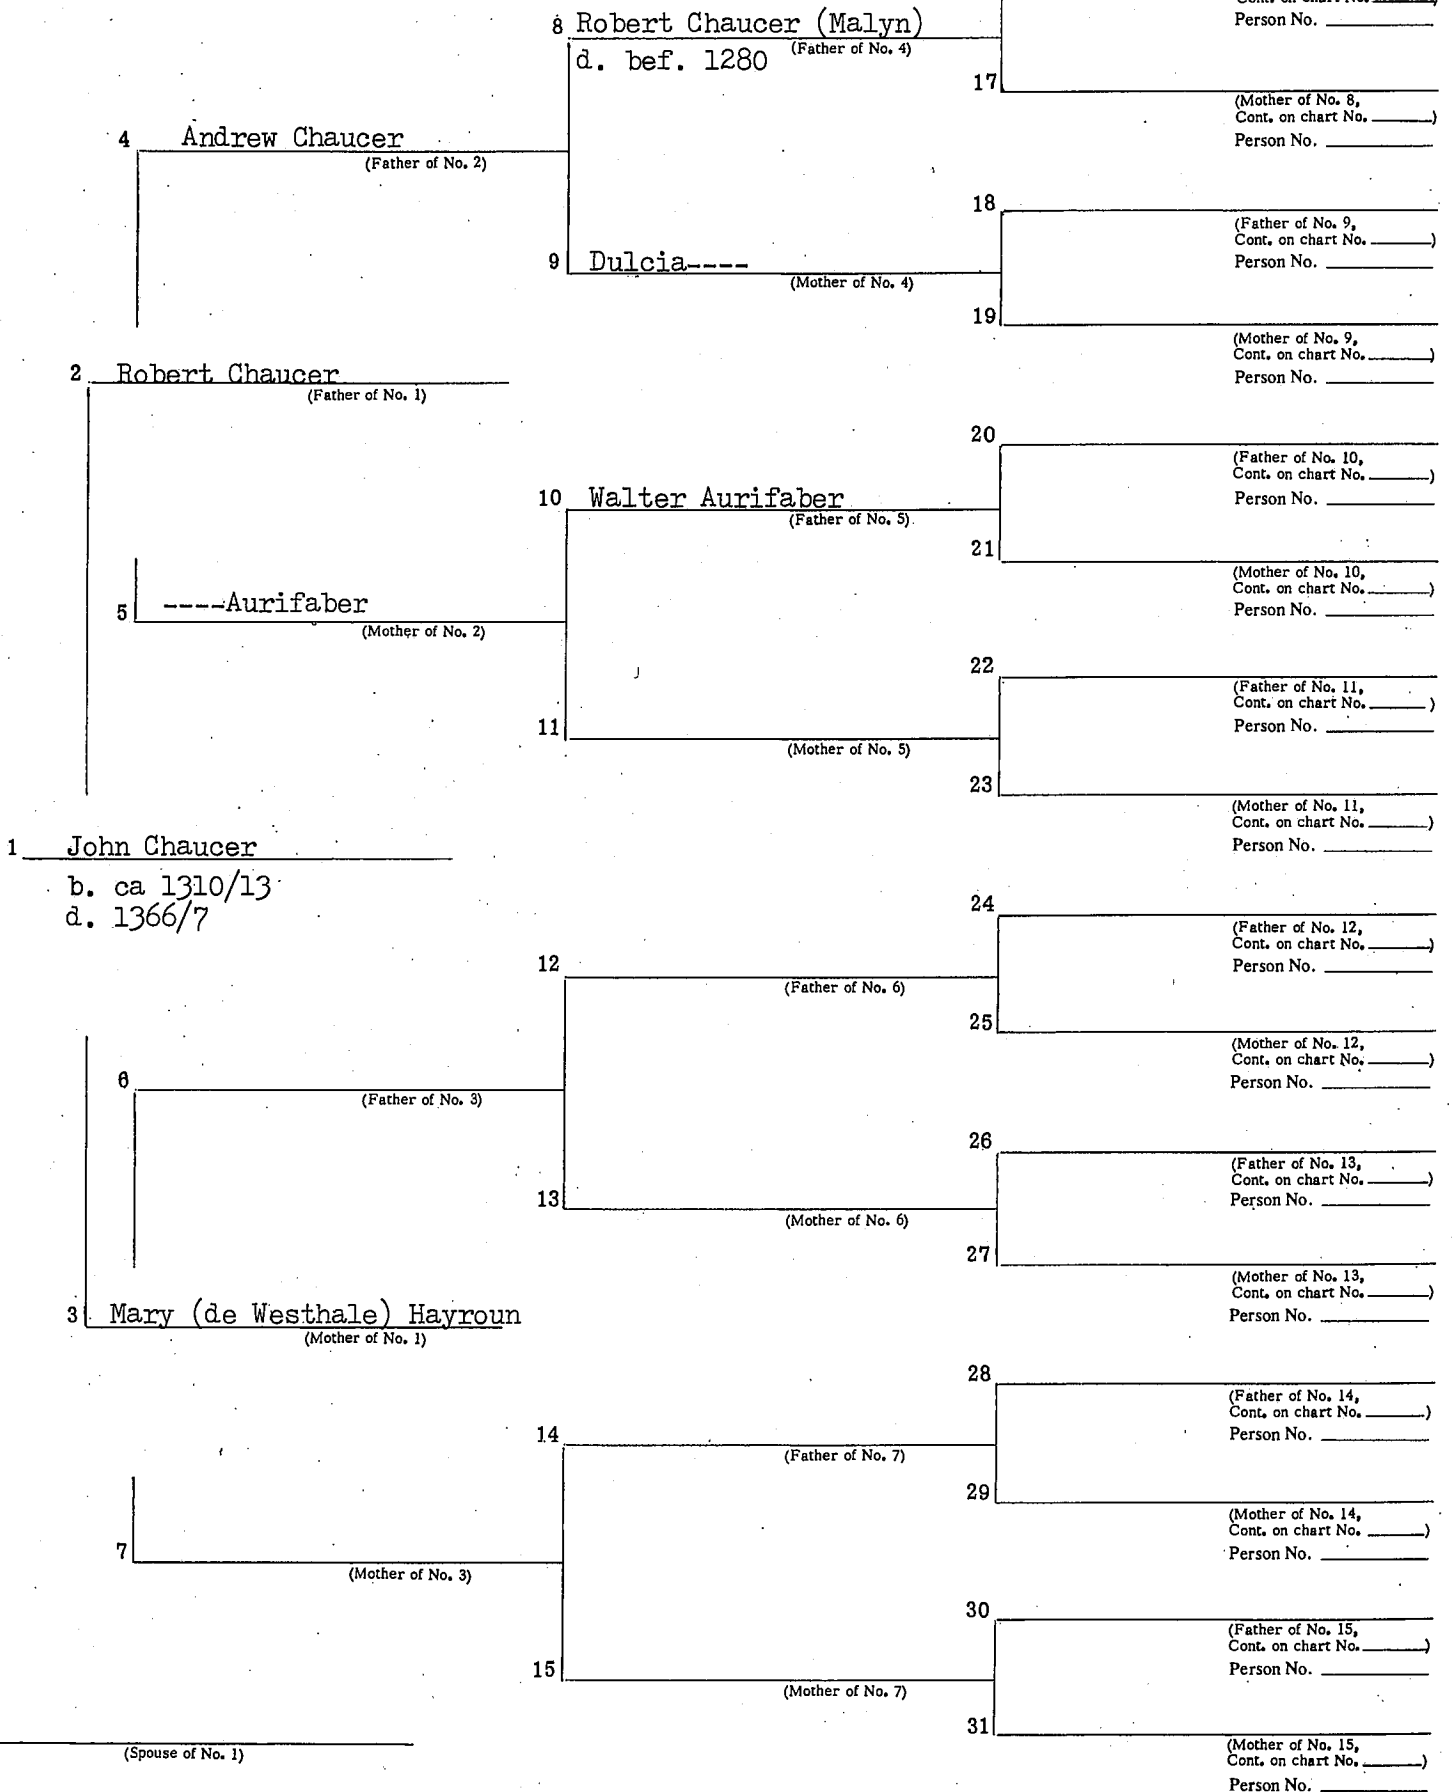 8 Robert Chaucer (Malyn)
(Father of No. 4)
d. bef. 1280
Person No.
17
(Mother of No. 8,
Cont. on chart No. )
Person No.
4 Andrew Chaucer
(Father of No. 2)
18
(Father of No. 9,
Cont. on chart No. )
Person No.
9 Dulcia----
(Mother of No. 4)
19
(Mother of No. 9,
Cont. on chart No. )
Person No.
2 Robert Chaucer
(Father of No. 1)
20
(Father of No. 10,
Cont. on chart No. )
Person No.
10 Walter Aurifaber
(Father of No. 5)
21
(Mother of No. 10,
Cont. on chart No. )
Person No.
5 ----Aurifaber
(Mother of No. 2)
22
(Father of No. 11,
Cont. on chart No. )
Person No.
11
(Mother of No. 5)
23
(Mother of No. 11,
Cont. on chart No. )
Person No.
1 John Chaucer
b. ca 1310/13
d. 1366/7
24
(Father of No. 12,
Cont. on chart No. )
Person No.
12
(Father of No. 6)
25
(Mother of No. 12,
Cont. on chart No. )
Person No.
6
(Father of No. 3)
26
(Father of No. 13,
Cont. on chart No. )
Person No.
13
(Mother of No. 6)
27
(Mother of No. 13,
Cont. on chart No. )
Person No.
3 Mary (de Westhale) Hayroun
(Mother of No. 1)
28
(Father of No. 14,
Cont. on chart No. )
Person No.
14
(Father of No. 7)
29
(Mother of No. 14,
Cont. on chart No. )
Person No.
7
(Mother of No. 3)
30
(Father of No. 15,
Cont. on chart No. )
Person No.
15
(Mother of No. 7)
31
(Mother of No. 15,
Cont. on chart No. )
Person No.
(Spouse of No. 1)